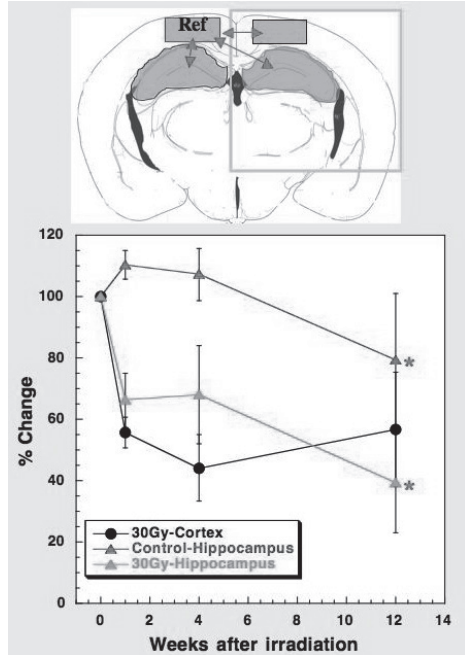 Ref
120
100
80
60
40
20
0
% Change
30Gy-Cortex
Control-Hippocampus
30Gy-Hippocampus
*
*
0 2 4 6 8 10 12 14
Weeks after irradiation